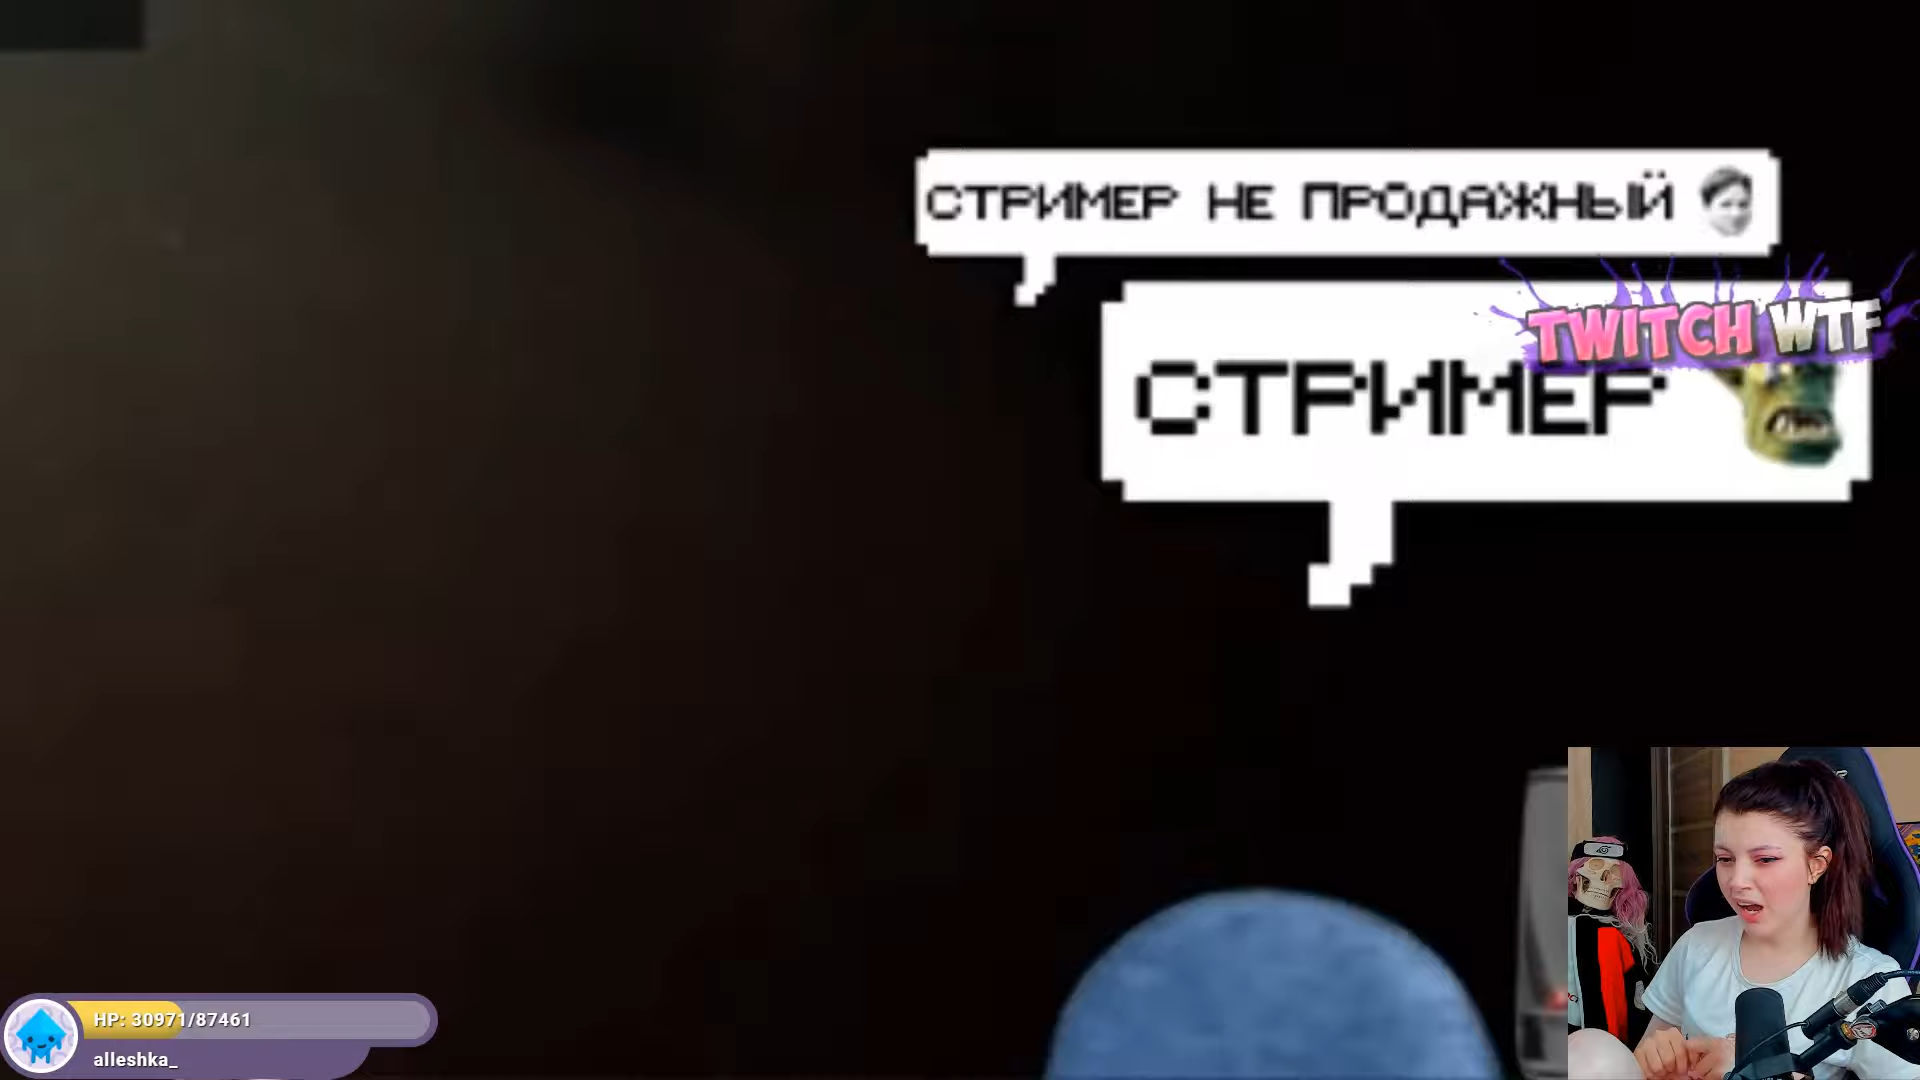 СТРИМЕР НЕ ПРОДАЖНЫЙ
TWITCH WTF
СТРИМЕР
HP: 30971/87461
alleshka_